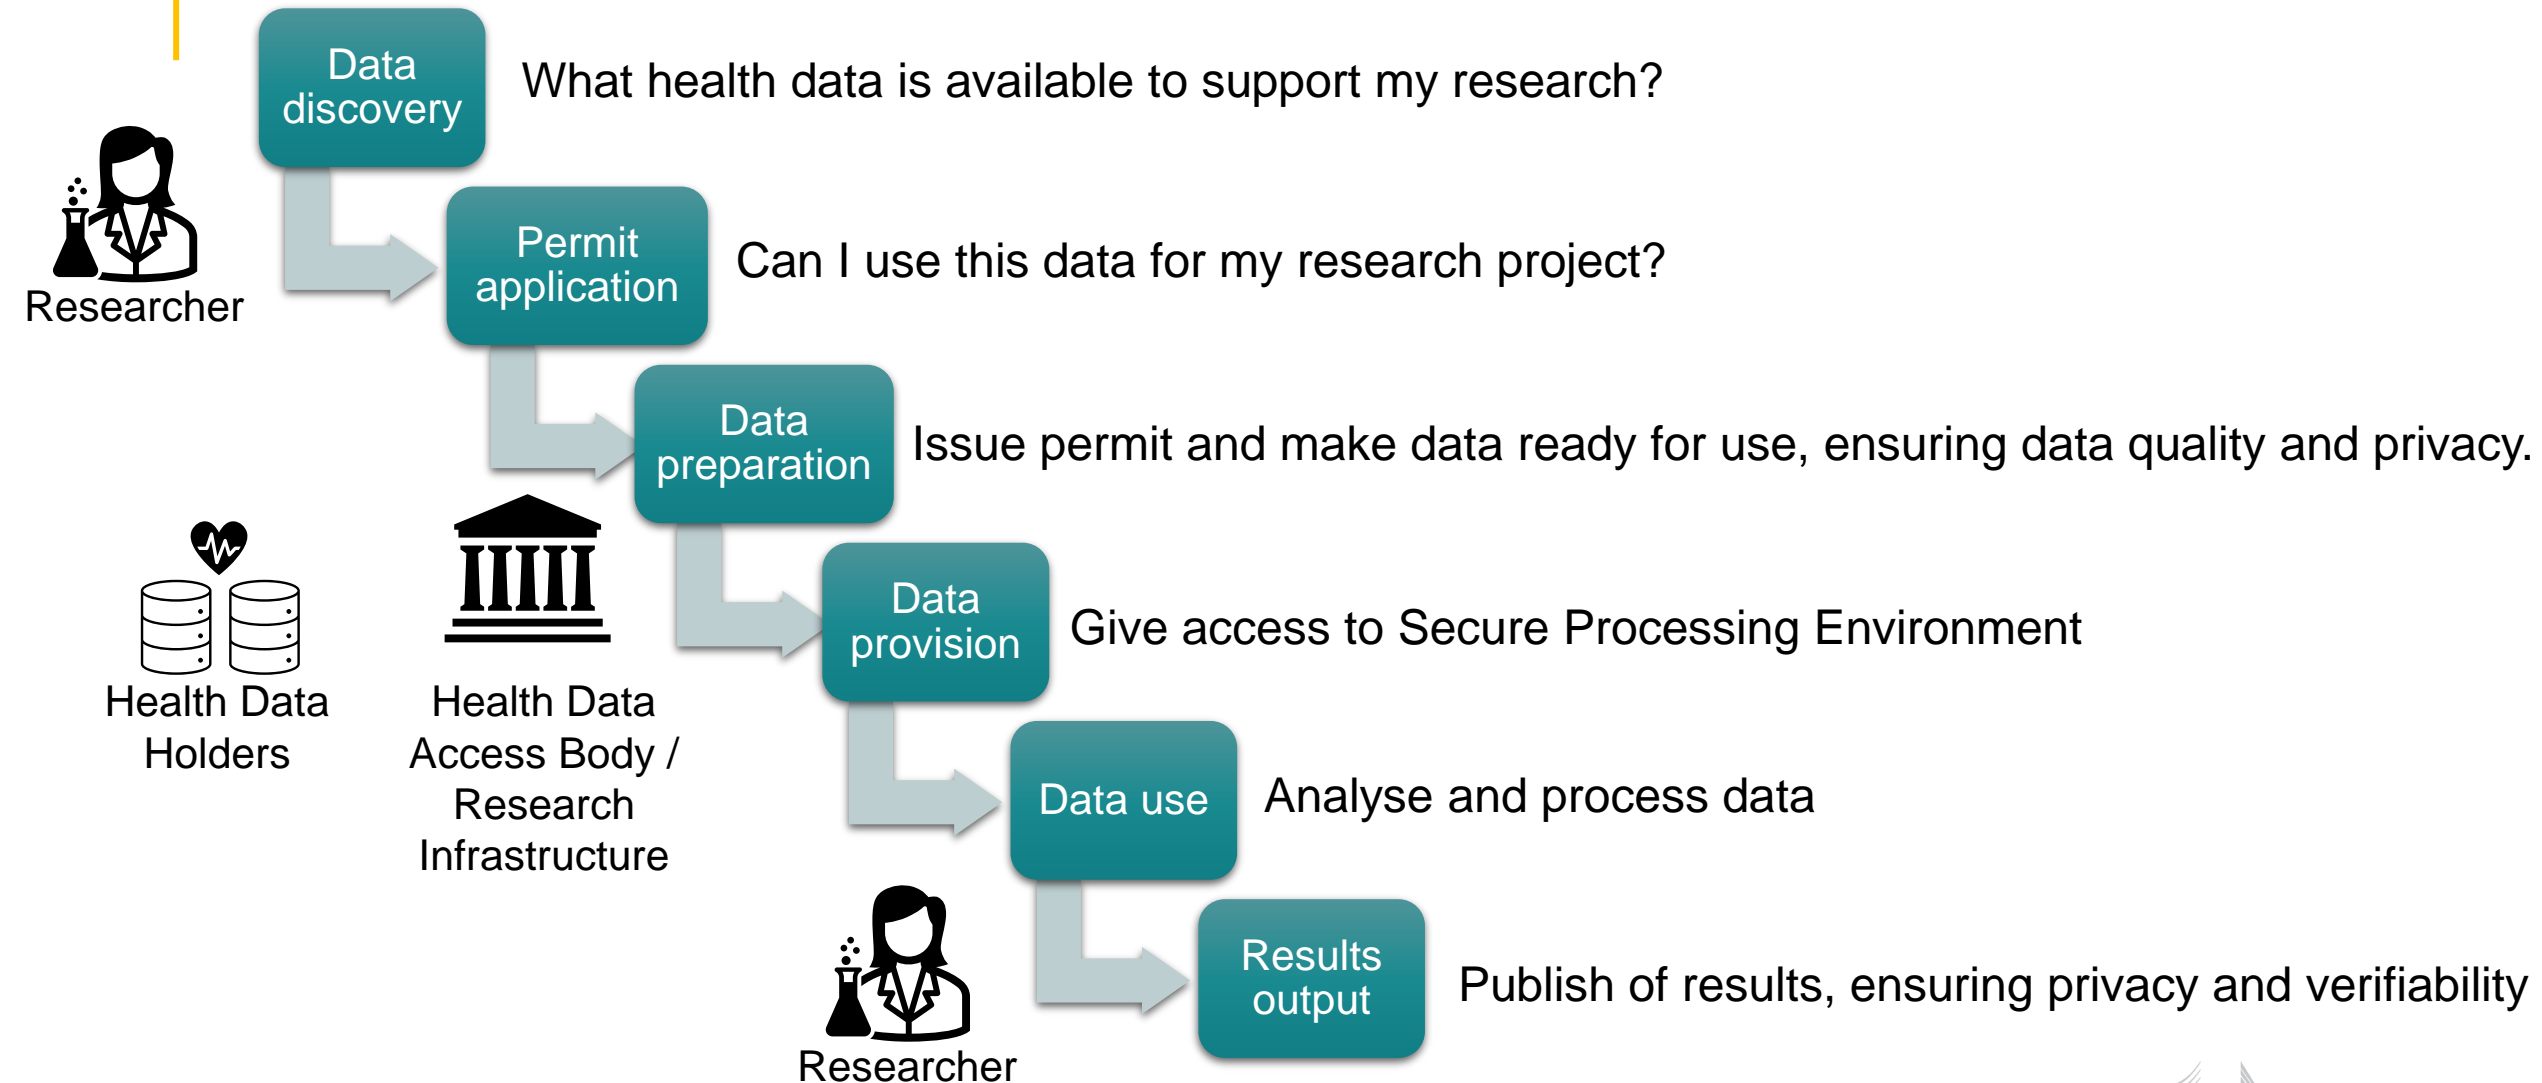 Data
discovery
What health data is available to support my research?
Researcher
Permit
application
Can I use this data for my research project?
Data
preparation
Issue permit and make data ready for use, ensuring data quality and privacy.
Health Data
Holders
Health Data
Access Body /
Research
Infrastructure
Data
provision
Give access to Secure Processing Environment
Data use
Analyse and process data
Researcher
Results
output
Publish of results, ensuring privacy and verifiability